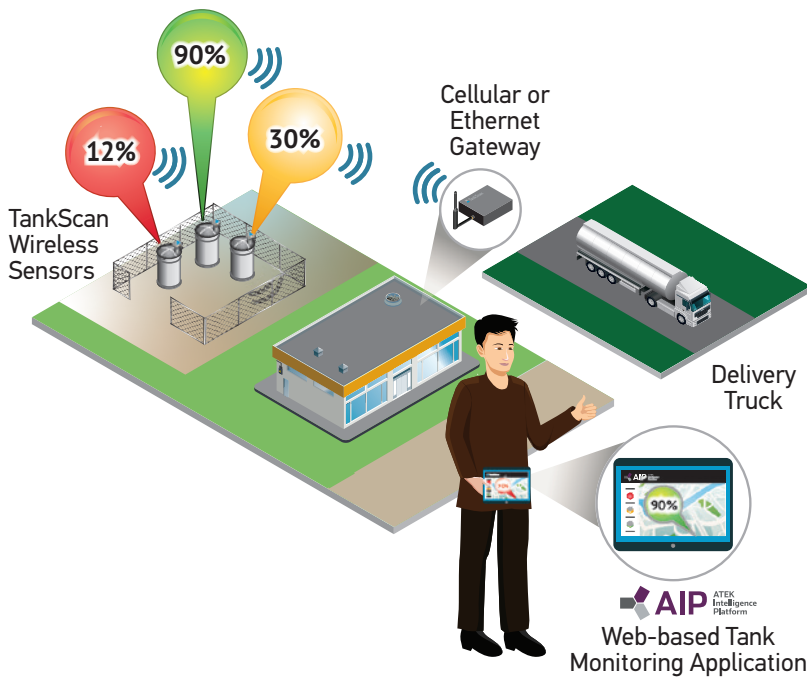 90%
12%
30%
Cellular or
Ethernet
Gateway
TankScan
Wireless
Sensors
Delivery
Truck
AIP
90%
AIP
ATEK
Intelligence
Platform
Web-based Tank
Monitoring Application